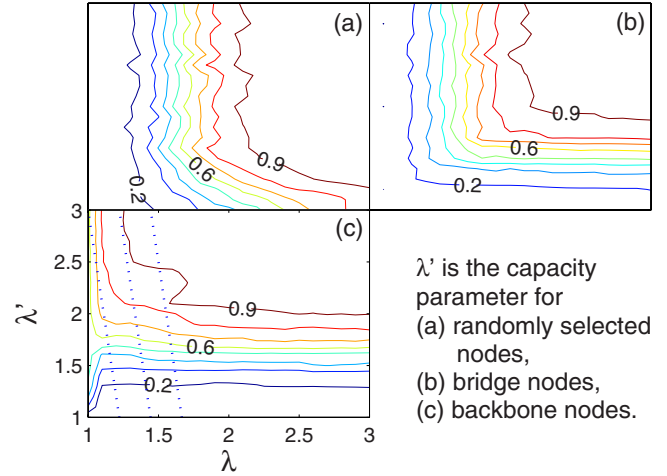 (a)
(b)
0.9
0.6
0.2
0.9
0.6
0.2
(c)
3
2.5
2
1.5
1
λ'
0.9
0.6
0.2
1
1.5
2
2.5
3
λ
λ' is the capacity
parameter for
(a) randomly selected
nodes,
(b) bridge nodes,
(c) backbone nodes.